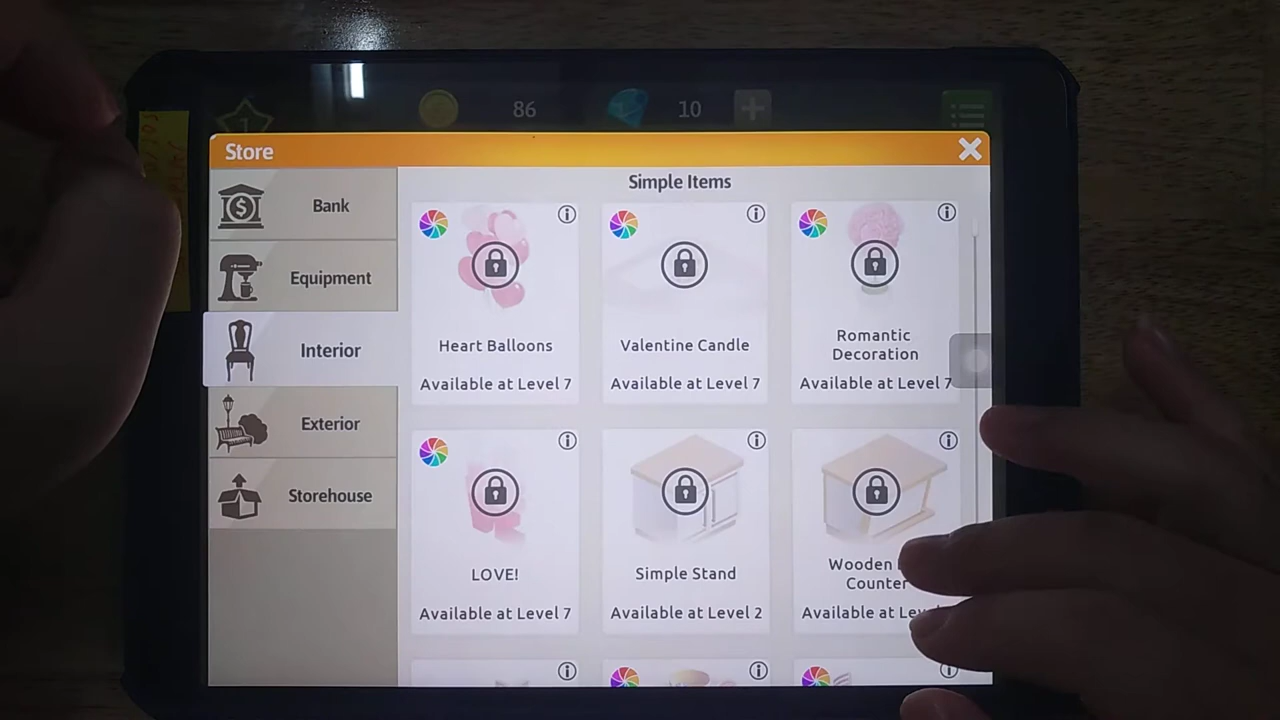 1
86
10
Store
Bank
Equipment
Interior
Exterior
Storehouse
Simple Items
Heart Balloons
Available at Level 7
Valentine Candle
Available at Level 7
Romantic
Decoration
Available at Level 7
LOVE!
Available at Level 7
Simple Stand
Available at Level 2
Wooden
Counter
Available at